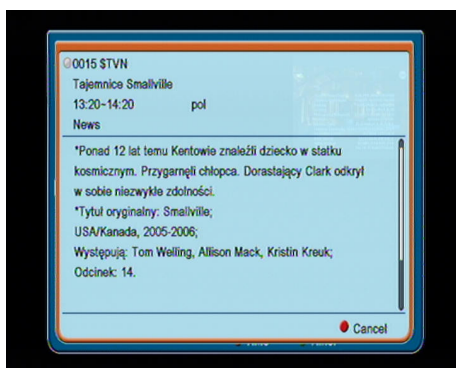 0015 $TVN
Tajemnice Smallville
13:20~14:20 pol
News
*Ponad 12 lat temu Kentowie znaleźli dziecko w statku
kosmicznym. Przygarnęli chłopca. Dorastający Clark odkrył
w sobie niezwykłe zdolności.
*Tytuł oryginalny: Smallville;
USA/Kanada, 2005-2006;
Występują: Tom Welling, Allison Mack, Kristin Kreuk;
Odcinek: 14.
Cancel